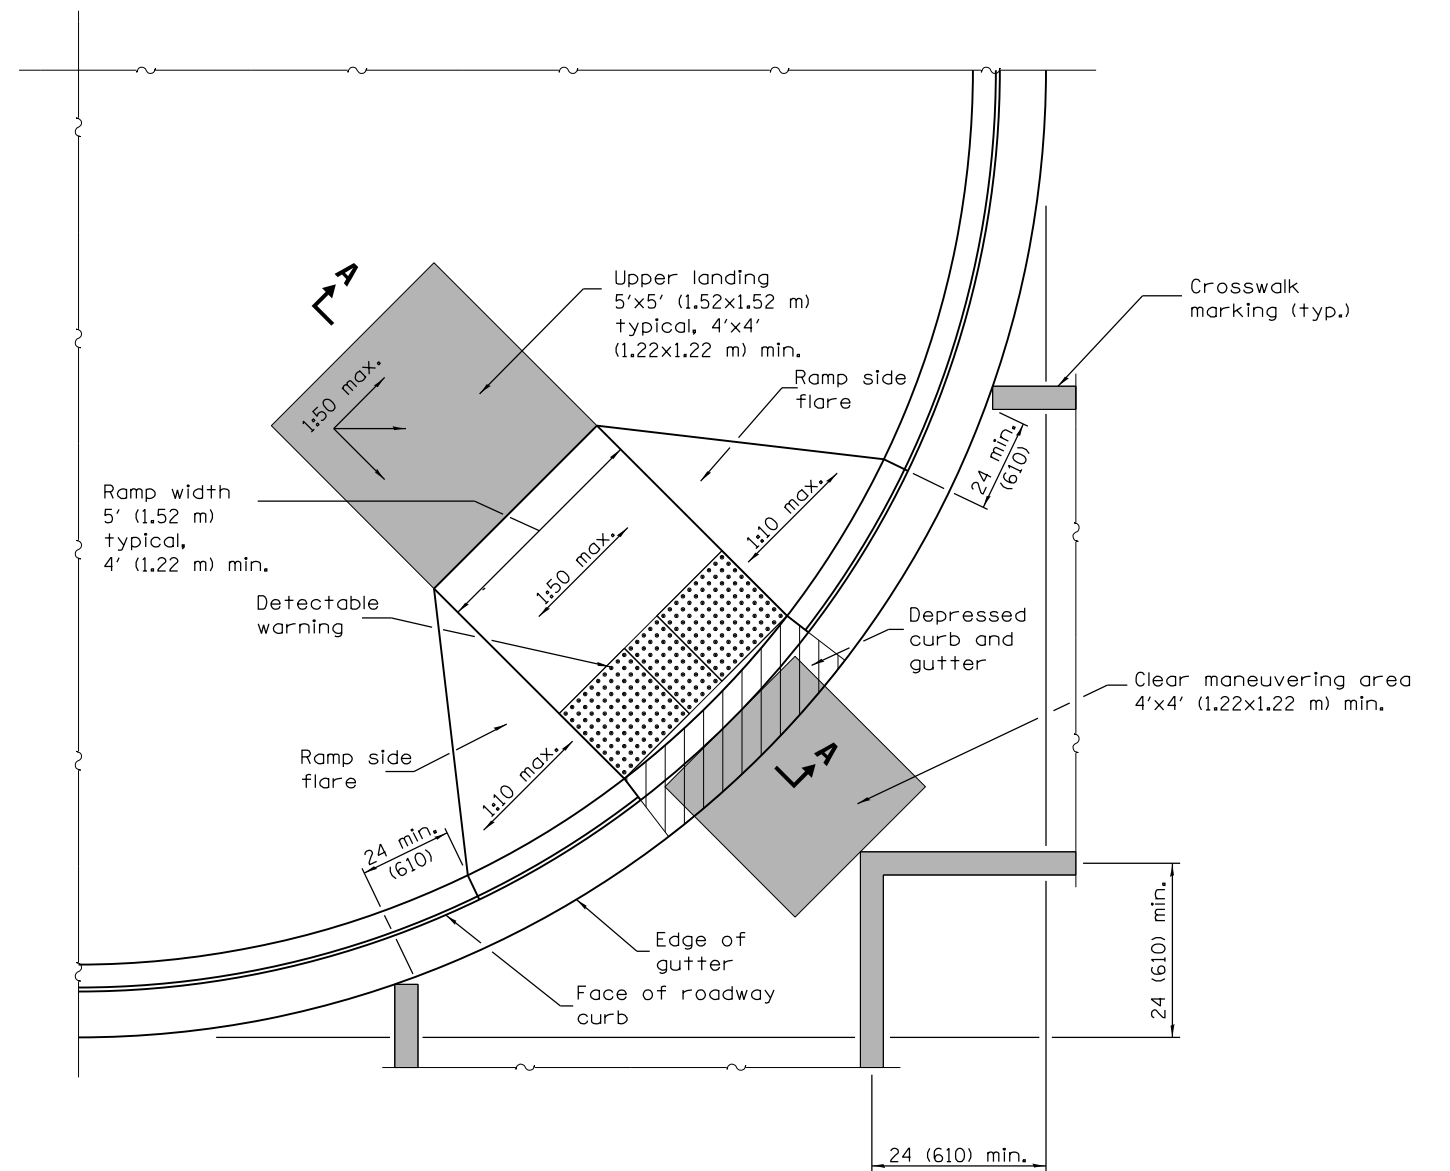 A
Upper landing
5'x5' (1.52x1.52 m)
typical, 4'x4'
(1.22x1.22 m) min.
Crosswalk
marking (typ.)
Ramp side
flare
1:50 max.
24 min.
(610)
Ramp width
5' (1.52 m)
typical,
4' (1.22 m) min.
1:10 max.
1:50 max.
Detectable
warning
Depressed
curb and
gutter
Clear maneuvering area
4'x4' (1.22x1.22 m) min.
Ramp side
flare
1:10 max.
A
24 min.
(610)
Edge of
gutter
Face of roadway
curb
24 (610) min.
24 (610) min.